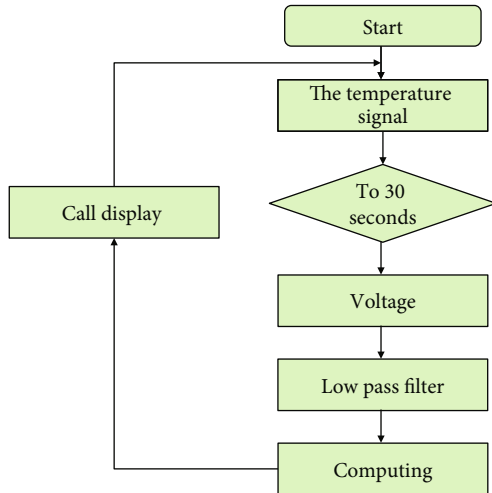 Start
The temperature
signal
To 30
seconds
Call display
Voltage
Low pass filter
Computing